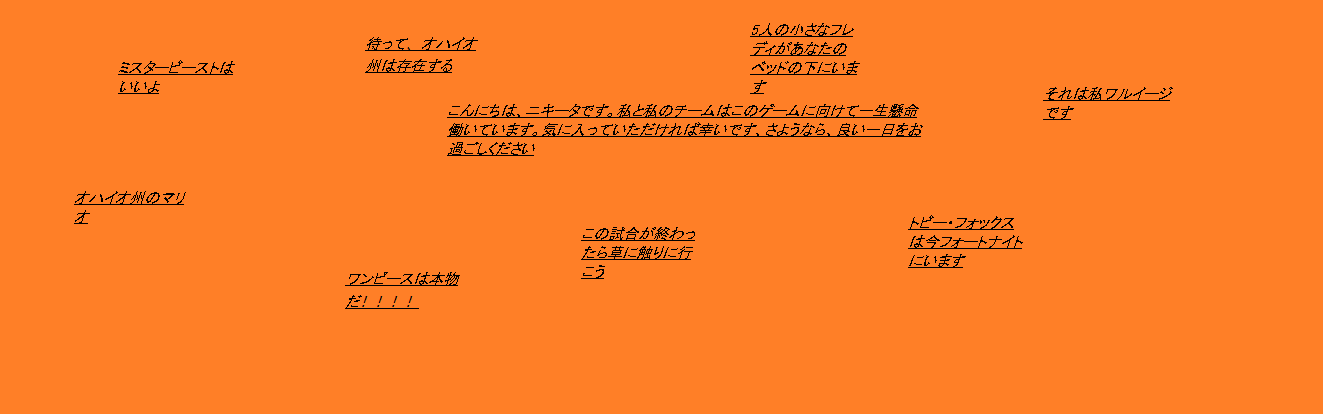 ミスタービーストは
いいよ
待って、オハイオ
州は存在する
5人の小さなフレ
ディがあなたの
ベッドの下にいま
す
それは私ワルイージ
です
こんにちは、ニキータです。私と私のチームはこのゲームに向けて一生懸命
働いています。気に入っていただければ幸いです、さようなら、良い一日をお
過ごしください
オハイオ州のマリ
オ
この試合が終わっ
たら草に触りに行
こう
トビー・フォックス
は今フォートナイト
にいます
ワンピースは本物
だ！！！！